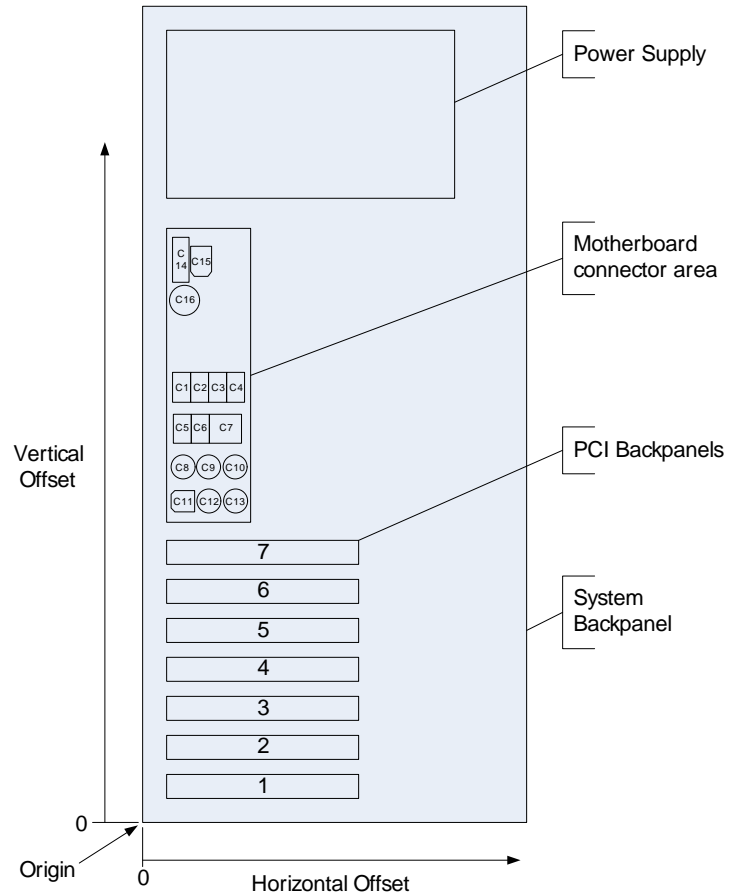 Power Supply
C
14
C15
C16
Motherboard
connector area
C1 C2 C3 C4
C5 C6 C7
C8 C9 C10
C11 C12 C13
Vertical
Offset
PCI Backpanels
7
6
5
4
3
2
1
System
Backpanel
0
Origin
0
Horizontal Offset